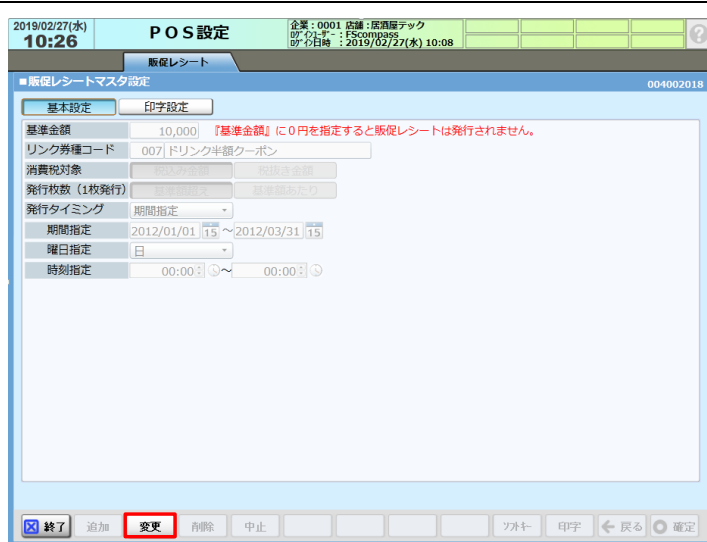 2019/02/27(水)
10:26
POS設定
企業：0001 店舗：居酒屋テック
ﾛｸﾞｲﾝﾕｰｻﾞｰ：FScompass
ﾛｸﾞｲﾝ日時 ：2019/02/27(水) 10:08
?
販促レシート
■販促レシートマスタ設定 004002018
基本設定 印字設定
基準金額 10,000 『基準金額』に０円を指定すると販促レシートは発行されません。
リンク券種コード 007 ドリンク半額クーポン
消費税対象 税込み金額 税抜き金額
発行枚数（1枚発行） 基準額超え 基準額あたり
発行タイミング 期間指定
期間指定 2012/01/01 15 ～ 2012/03/31 15
曜日指定 日
時刻指定 00:00 ～ 00:00
終了 追加 変更 削除 中止 ｿﾌﾄｷｰ 印字 戻る 確定